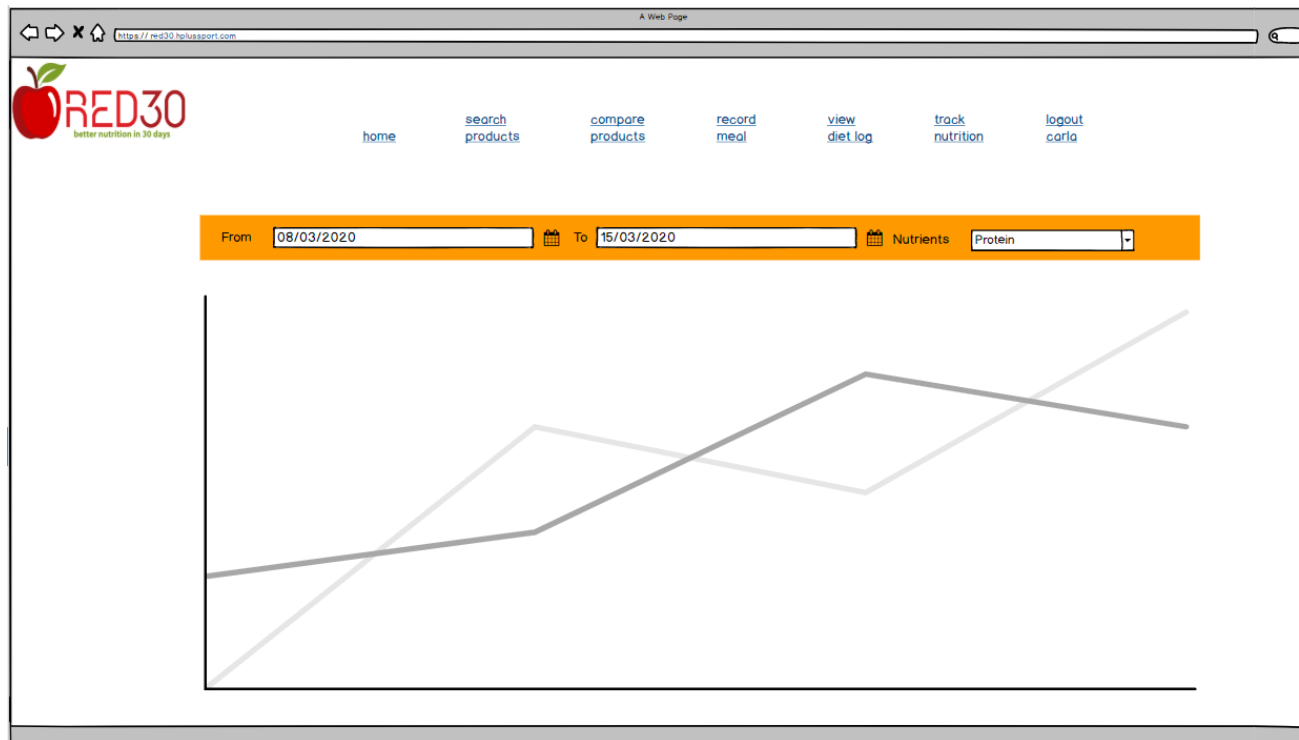 A Web Page
https:// red30.hplussport.com
RED30
better nutrition in 30 days
home
search
products
compare
products
record
meal
view
diet log
track
nutrition
logout
carla
From 08/03/2020 To 15/03/2020 Nutrients Protein